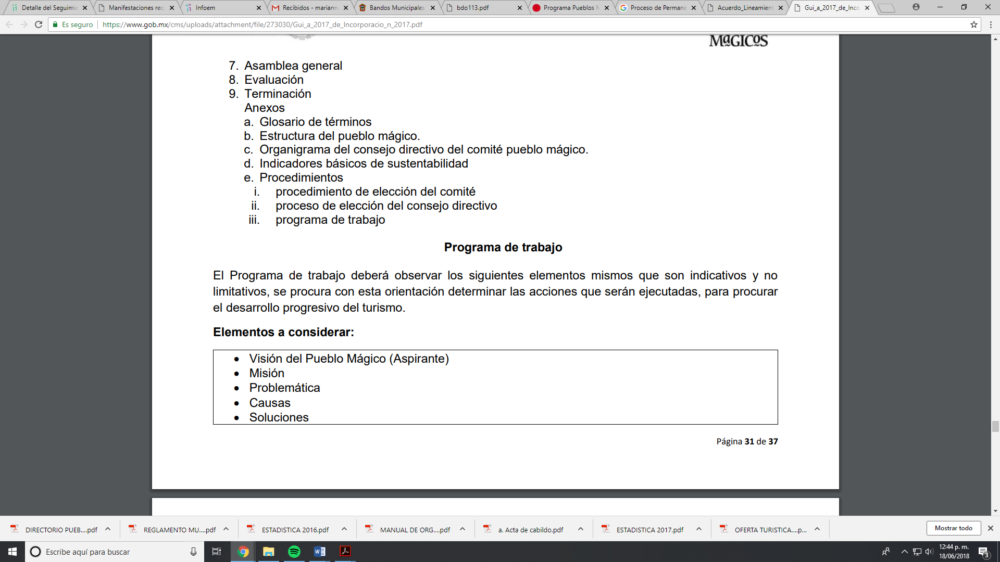 Detalle del Seguimie
Manifestaciones rec
Infoem
Recibidos - mariann
Bandos Municipales
bdo113.pdf
Programa Pueblos M
Proceso de Permane
Acuerdo_Lineamient
Gui_a_2017_de_Inco
Es seguro
https://www.gob.mx/cms/uploads/attachment/file/273030/Gui_a_2017_de_Incorporacio_n_2017.pdf
MaGICOS
7. Asamblea general
8. Evaluación
9. Terminación
Anexos
a. Glosario de términos
b. Estructura del pueblo mágico.
c. Organigrama del consejo directivo del comité pueblo mágico.
d. Indicadores básicos de sustentabilidad
e. Procedimientos
i. procedimiento de elección del comité
ii. proceso de elección del consejo directivo
iii. programa de trabajo
Programa de trabajo
El Programa de trabajo deberá observar los siguientes elementos mismos que son indicativos y no
limitativos, se procura con esta orientación determinar las acciones que serán ejecutadas, para procurar
el desarrollo progresivo del turismo.
Elementos a considerar:
• Visión del Pueblo Mágico (Aspirante)
• Misión
• Problemática
• Causas
• Soluciones
Página 31 de 37
DIRECTORIO PUEB....pdf
REGLAMENTO MU....pdf
ESTADISTICA 2016.pdf
MANUAL DE ORG....pdf
a. Acta de cabildo.pdf
ESTADISTICA 2017.pdf
OFERTA TURISTICA....p...
Mostrar todo
Escribe aquí para buscar
12:44 p. m.
18/06/2018
3